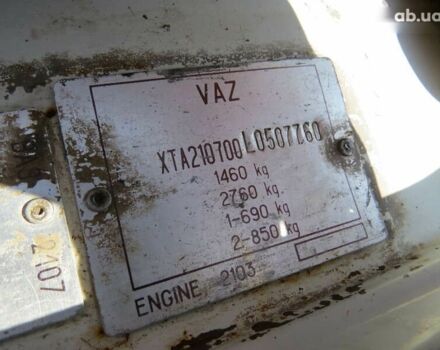 ab.ua
VAZ
XTA210700L0507760
1460 kg
2760 kg.
1-690 kg
2-850 kg
ENGINE 2103
2107